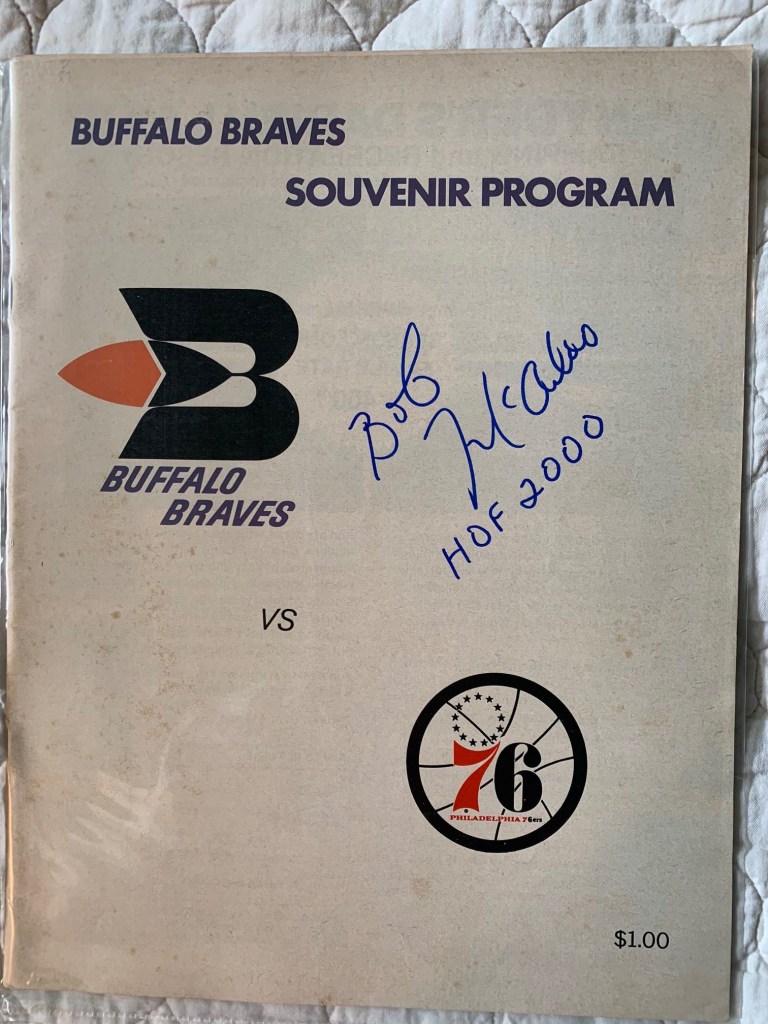 BUFFALO BRAVES
SOUVENIR PROGRAM
B
BUFFALO
BRAVES
Bob
McAdoo
HOF 2000
VS
76
PHILADELPHIA 76ers
$1.00